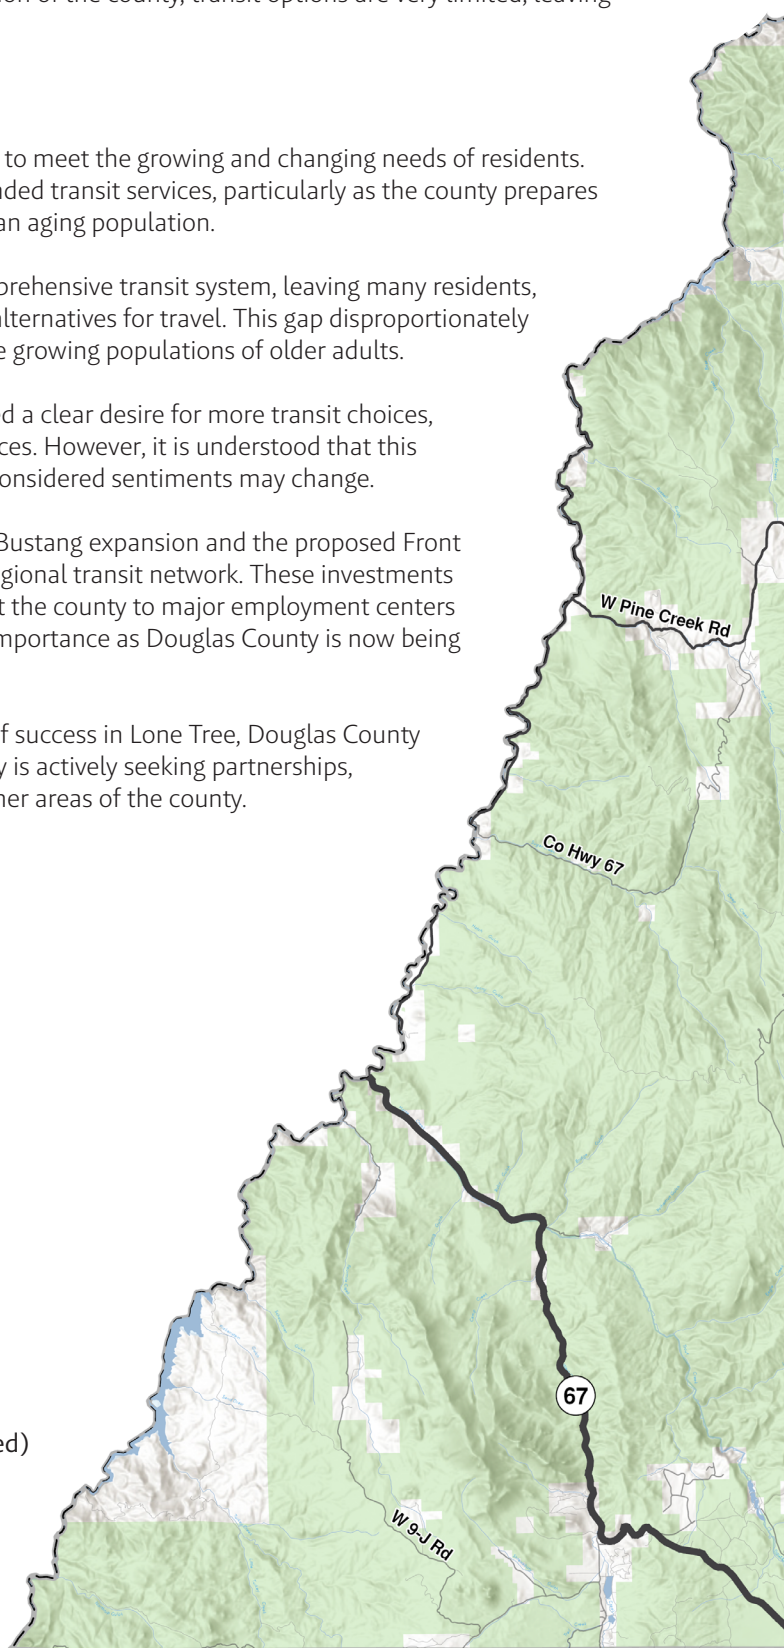 ion of the county, transit options are very limited, leaving
to meet the growing and changing needs of residents.
nded transit services, particularly as the county prepares
an aging population.
prehensive transit system, leaving many residents,
alternatives for travel. This gap disproportionately
e growing populations of older adults.
ed a clear desire for more transit choices,
ces. However, it is understood that this
onsidered sentiments may change.
Bustang expansion and the proposed Front
egional transit network. These investments
t the county to major employment centers
mportance as Douglas County is now being
f success in Lone Tree, Douglas County
y is actively seeking partnerships,
her areas of the county.
W Pine Creek Rd
Co Hwy 67
67
ed)
W 9-J Rd